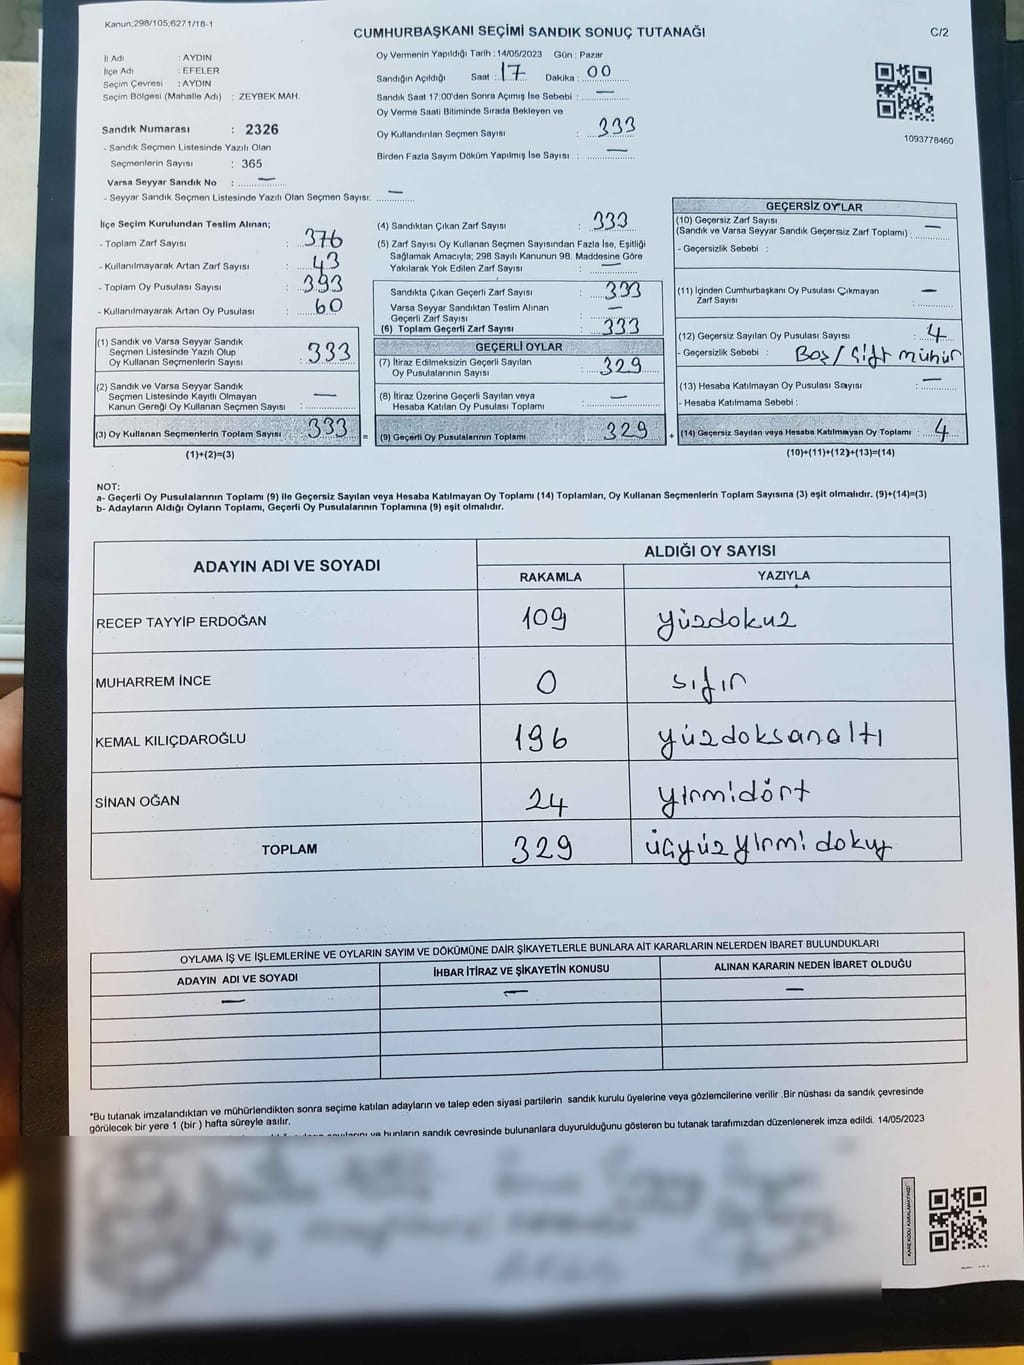 Kanun,298/105,6271/18-1
CUMHURBAŞKANI SEÇİMİ SANDIK SONUÇ TUTANAĞI
C/2
İl Adı : AYDIN
İlçe Adı : EFELER
Seçim Çevresi : AYDIN
Seçim Bölgesi (Mahalle Adı) : ZEYBEK MAH.
Sandık Numarası : 2326
- Sandık Seçmen Listesinde Yazılı Olan
Seçmenlerin Sayısı : 365
Varsa Seyyar Sandık No : —
- Seyyar Sandık Seçmen Listesinde Yazılı Olan Seçmen Sayısı: —
Oy Vermenin Yapıldığı Tarih : 14/05/2023 Gün : Pazar
Sandığın Açıldığı Saat : 17 Dakika : 00
Sandık Saat 17:00'den Sonra Açımış İse Sebebi : —
Oy Verme Saati Bitiminde Sırada Bekleyen ve
Oy Kullandırılan Seçmen Sayısı : 333
Birden Fazla Sayım Döküm Yapılmış İse Sayısı : —
1093778460
İlçe Seçim Kurulundan Teslim Alınan;
- Toplam Zarf Sayısı : 376
- Kullanılmayarak Artan Zarf Sayısı : 43
- Toplam Oy Pusulası Sayısı : 393
- Kullanılmayarak Artan Oy Pusulası : 60
(1) Sandık ve Varsa Seyyar Sandık
Seçmen Listesinde Yazılı Olup
Oy Kullanan Seçmenlerin Sayısı : 333
(2) Sandık ve Varsa Seyyar Sandık
Seçmen Listesinde Kayıtlı Olmayan
Kanun Gereği Oy Kullanan Seçmen Sayısı : —
(3) Oy Kullanan Seçmenlerin Toplam Sayısı : 333 =
(1)+(2)=(3)
(4) Sandıktan Çıkan Zarf Sayısı : 333
(5) Zarf Sayısı Oy Kullanan Seçmen Sayısından Fazla İse, Eşitliği
Sağlamak Amacıyla; 298 Sayılı Kanunun 98. Maddesine Göre
Yakılarak Yok Edilen Zarf Sayısı : —
Sandıkta Çıkan Geçerli Zarf Sayısı : 333
Varsa Seyyar Sandıktan Teslim Alınan
Geçerli Zarf Sayısı : —
(6) Toplam Geçerli Zarf Sayısı : 333
GEÇERLİ OYLAR
(7) İtiraz Edilmeksizin Geçerli Sayılan
Oy Pusulalarının Sayısı : 329
(8) İtiraz Üzerine Geçerli Sayılan veya
Hesaba Katılan Oy Pusulası Toplamı : —
(9) Geçerli Oy Pusulalarının Toplamı : 329 +
GEÇERSİZ OYLAR
(10) Geçersiz Zarf Sayısı
(Sandık ve Varsa Seyyar Sandık Geçersiz Zarf Toplamı) : —
- Geçersizlik Sebebi :
(11) İçinden Cumhurbaşkanı Oy Pusulası Çıkmayan
Zarf Sayısı : —
(12) Geçersiz Sayılan Oy Pusulası Sayısı : 4
- Geçersizlik Sebebi : Boş / Çift mühür
(13) Hesaba Katılmayan Oy Pusulası Sayısı : —
- Hesaba Katılmama Sebebi :
(14) Geçersiz Sayılan veya Hesaba Katılmayan Oy Toplamı : 4
(10)+(11)+(12)+(13)=(14)
NOT:
a- Geçerli Oy Pusulalarının Toplamı (9) ile Geçersiz Sayılan veya Hesaba Katılmayan Oy Toplamı (14) Toplamları, Oy Kullanan Seçmenlerin Toplam Sayısına (3) eşit olmalıdır. (9)+(14)=(3)
b- Adayların Aldığı Oyların Toplamı, Geçerli Oy Pusulalarının Toplamına (9) eşit olmalıdır.
ADAYIN ADI VE SOYADI ALDIĞI OY SAYISI
RAKAMLA YAZIYLA
RECEP TAYYİP ERDOĞAN 109 yüzdokuz
MUHARREM İNCE 0 sıfır
KEMAL KILIÇDAROĞLU 196 yüzdoksanaltı
SİNAN OĞAN 24 yirmidört
TOPLAM 329 üçyüz yirmi dokuz
OYLAMA İŞ VE İŞLEMLERİNE VE OYLARIN SAYIM VE DÖKÜMÜNE DAİR ŞİKAYETLERLE BUNLARA AİT KARARLARIN NELERDEN İBARET BULUNDUKLARI
ADAYIN ADI VE SOYADI İHBAR İTİRAZ VE ŞİKAYETİN KONUSU ALINAN KARARIN NEDEN İBARET OLDUĞU
— — —
*Bu tutanak imzalandıktan ve mühürlendikten sonra seçime katılan adayların ve talep eden siyasi partilerin sandık kurulu üyelerine veya gözlemcilerine verilir .Bir nüshası da sandık çevresinde
görülecek bir yere 1 (bir ) hafta süreyle asılır.
ve bunların sandık çevresinde bulunanlara duyurulduğunu gösteren bu tutanak tarafımızdan düzenlenerek imza edildi. 14/05/2023
KARE KODU KARALAMAYINIZ!